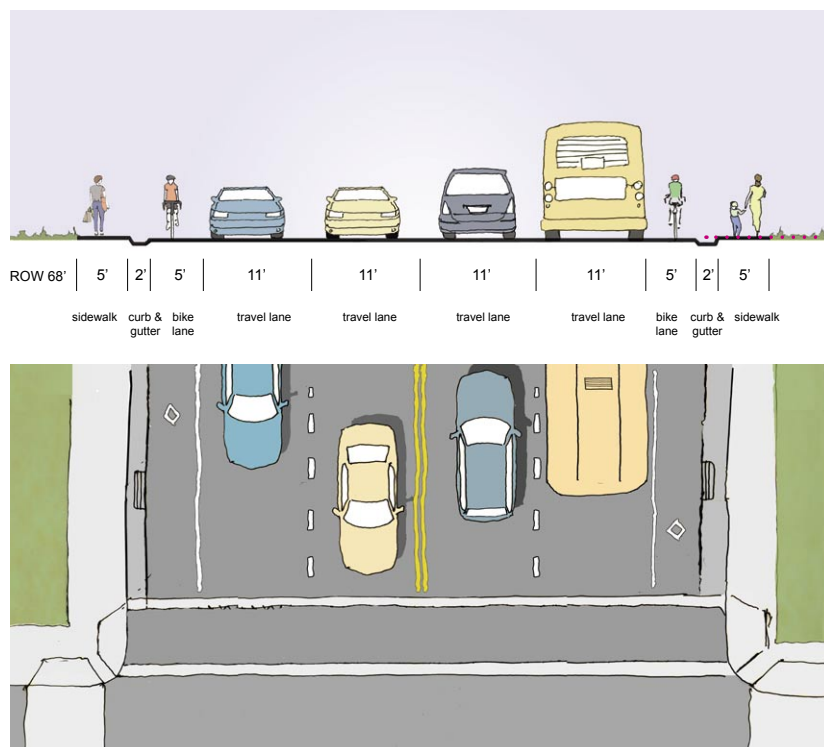 ROW 68' 5' 2' 5' 11' 11' 11' 11' 5' 2' 5'
sidewalk curb & gutter bike lane travel lane travel lane travel lane travel lane bike lane curb & gutter sidewalk